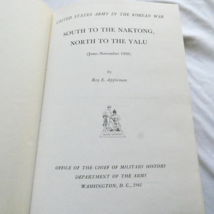 UNITED STATES ARMY IN THE KOREAN WAR
SOUTH TO THE NAKTONG,
NORTH TO THE YALU
(June–November 1950)
by
Roy E. Appleman
OFFICE OF THE CHIEF OF MILITARY HISTORY
DEPARTMENT OF THE ARMY
WASHINGTON, D.C., 1961